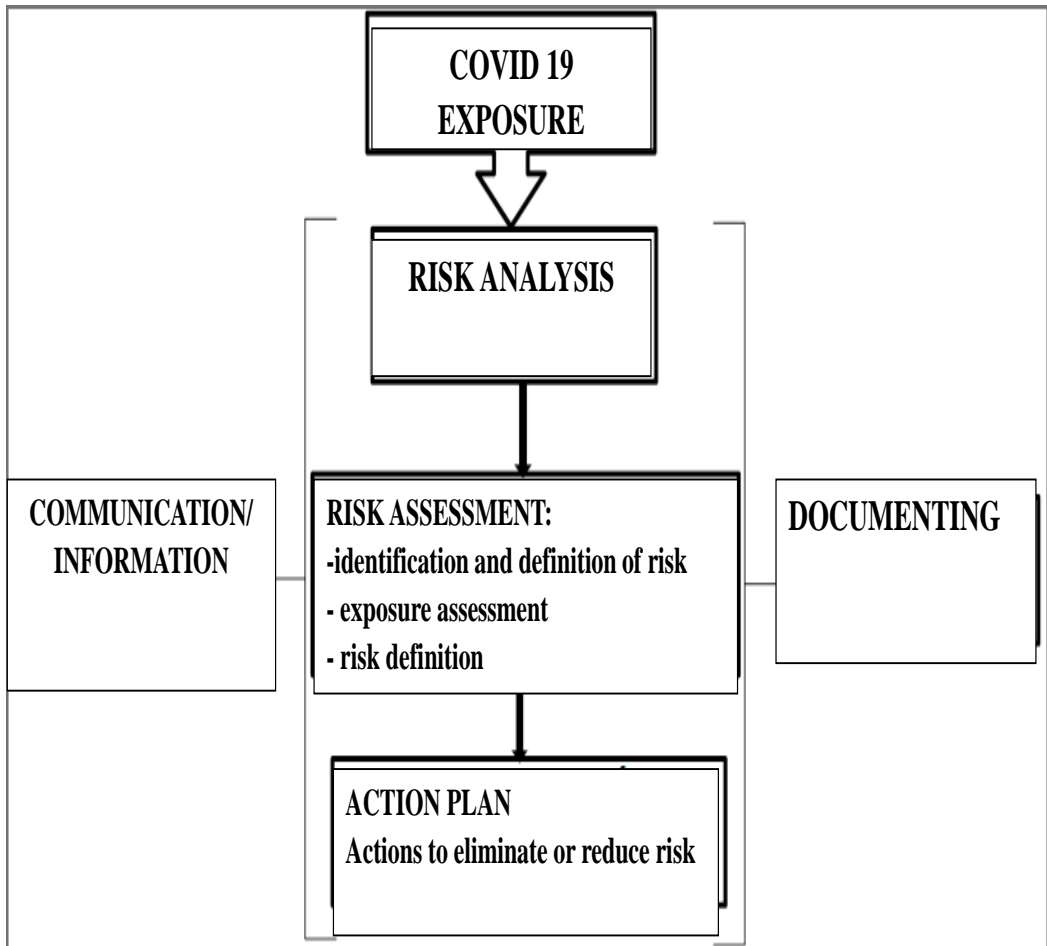 COVID 19
EXPOSURE
RISK ANALYSIS
COMMUNICATION/
INFORMATION
RISK ASSESSMENT:
-identification and definition of risk
- exposure assessment
- risk definition
DOCUMENTING
ACTION PLAN
Actions to eliminate or reduce risk